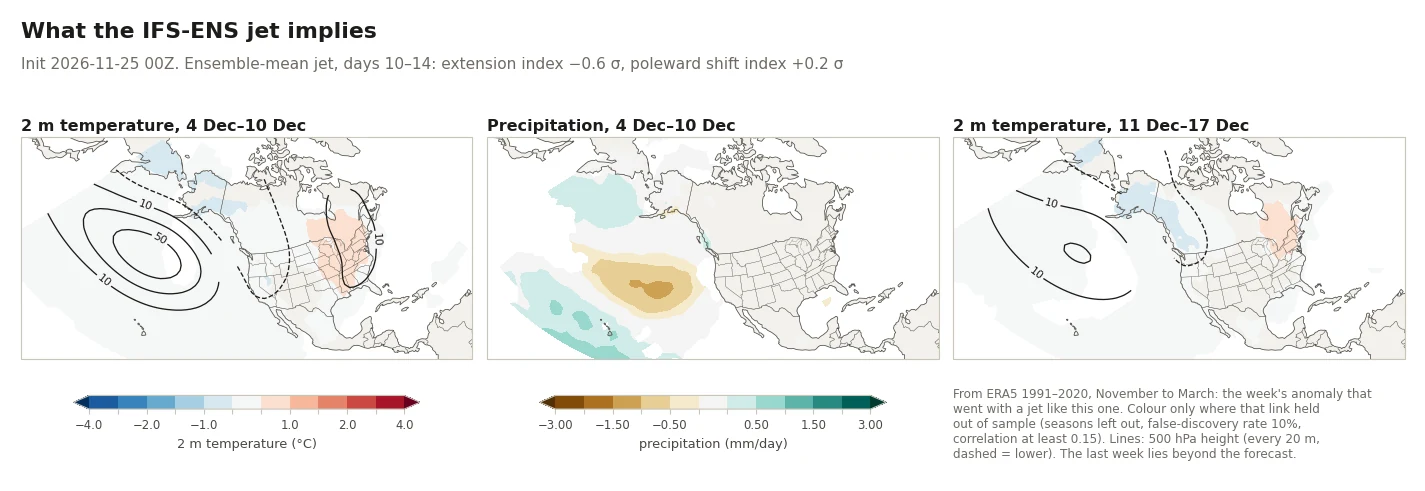 What the IFS-ENS jet implies
Init 2026-11-25 00Z. Ensemble-mean jet, days 10–14: extension index −0.6 σ, poleward shift index +0.2 σ
2 m temperature, 4 Dec–10 Dec
Precipitation, 4 Dec–10 Dec
2 m temperature, 11 Dec–17 Dec
10
50
10
10
10
10
−4.0 −2.0 −1.0 1.0 2.0 4.0
2 m temperature (°C)
−3.00 −1.50 −0.50 0.50 1.50 3.00
precipitation (mm/day)
From ERA5 1991–2020, November to March: the week's anomaly that
went with a jet like this one. Colour only where that link held
out of sample (seasons left out, false-discovery rate 10%,
correlation at least 0.15). Lines: 500 hPa height (every 20 m,
dashed = lower). The last week lies beyond the forecast.